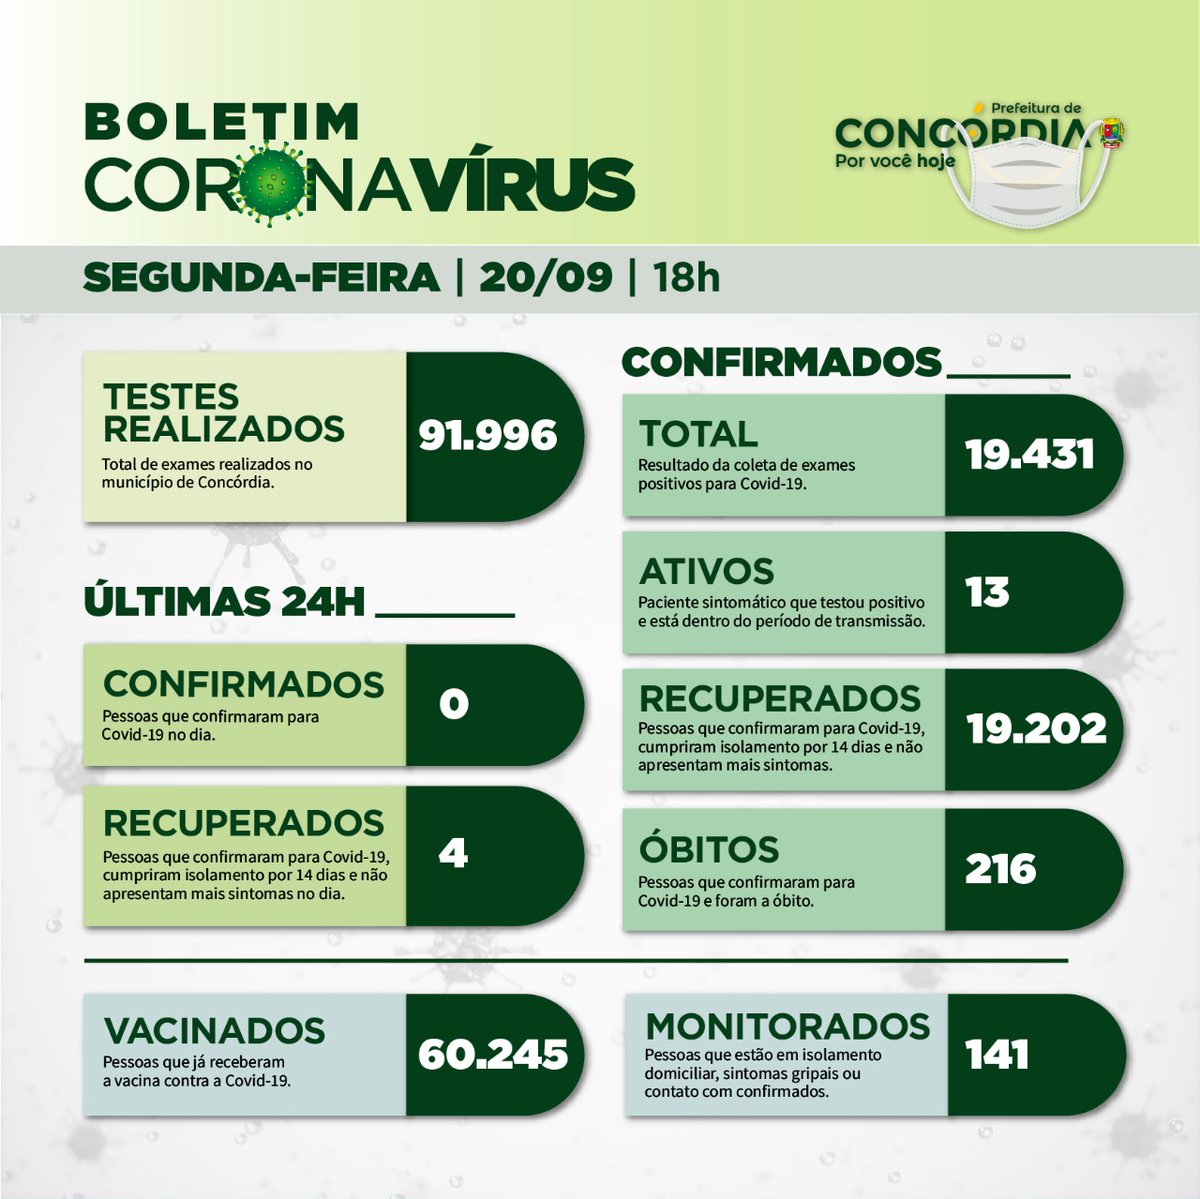 BOLETIM
CORONAVÍRUS
Prefeitura de
CONCÓRDIA
Por você hoje
SEGUNDA-FEIRA | 20/09 | 18h
TESTES
REALIZADOS
Total de exames realizados no
município de Concórdia.
91.996
ÚLTIMAS 24H
CONFIRMADOS
Pessoas que confirmaram para
Covid-19 no dia.
0
RECUPERADOS
Pessoas que confirmaram para Covid-19,
cumpriram isolamento por 14 dias e não
apresentam mais sintomas no dia.
4
CONFIRMADOS
TOTAL
Resultado da coleta de exames
positivos para Covid-19.
19.431
ATIVOS
Paciente sintomático que testou positivo
e está dentro do período de transmissão.
13
RECUPERADOS
Pessoas que confirmaram para Covid-19,
cumpriram isolamento por 14 dias e não
apresentam mais sintomas.
19.202
ÓBITOS
Pessoas que confirmaram para
Covid-19 e foram a óbito.
216
VACINADOS
Pessoas que já receberam
a vacina contra a Covid-19.
60.245
MONITORADOS
Pessoas que estão em isolamento
domiciliar, sintomas gripais ou
contato com confirmados.
141